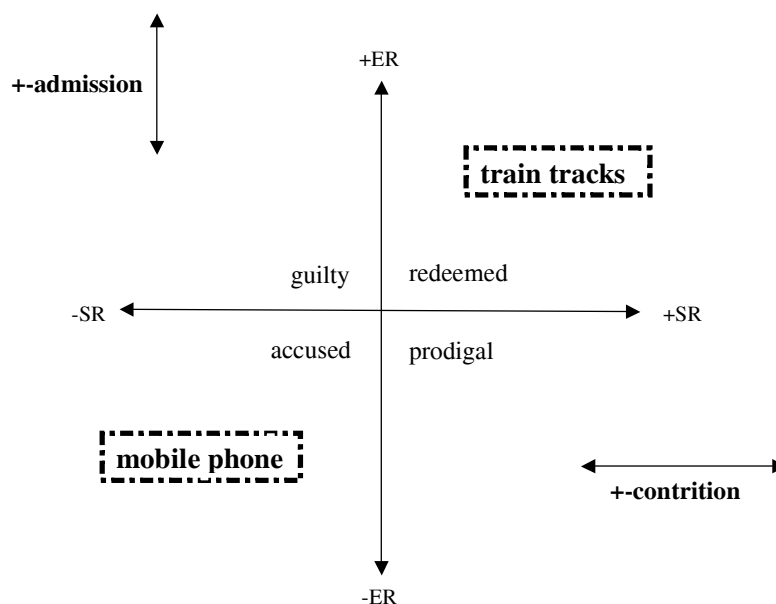 +ER
+-admission
train tracks
guilty
redeemed
-SR
+SR
accused
prodigal
mobile phone
+-contrition
-ER